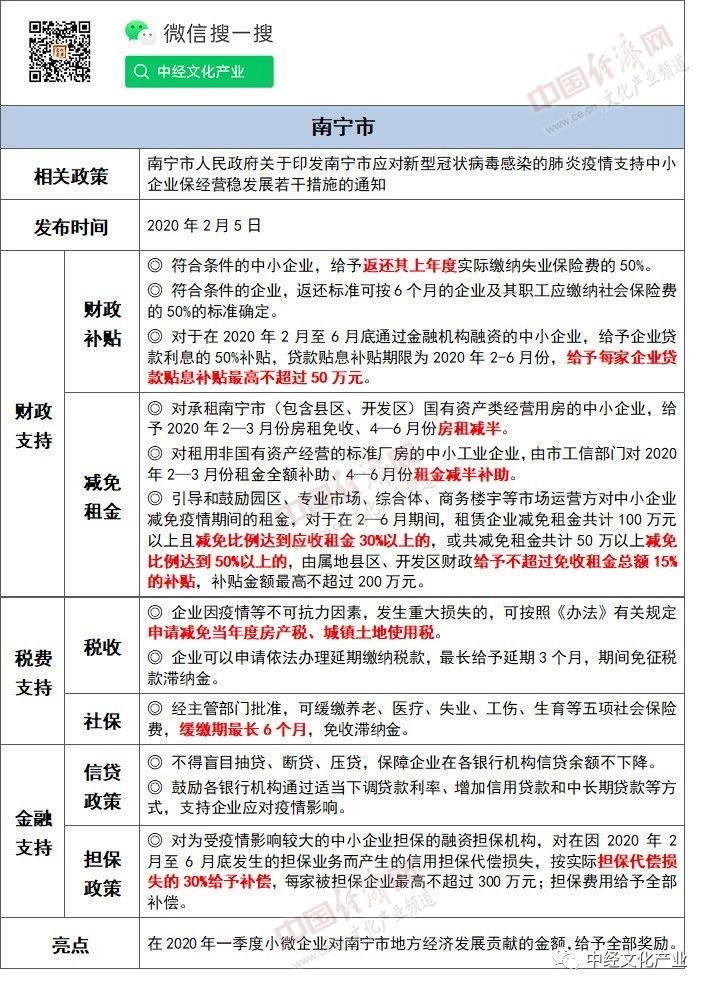 微信搜一搜
中经文化产业
中国经济网
www.ce.cn 文化产业频道
南宁市
相关政策
南宁市人民政府关于印发南宁市应对新型冠状病毒感染的肺炎疫情支持中小
企业保经营稳发展若干措施的通知
发布时间
2020 年 2 月 5 日
财政
支持
财政
补贴
◎ 符合条件的中小企业，给予返还其上年度实际缴纳失业保险费的 50%。
◎ 符合条件的企业，返还标准可按 6 个月的企业及其职工应缴纳社会保险费
的 50%的标准确定。
◎ 对于在 2020 年 2 月至 6 月底通过金融机构融资的中小企业，给予企业贷
款利息的 50%补贴，贷款贴息补贴期限为 2020 年 2-6 月份，给予每家企业贷
款贴息补贴最高不超过 50 万元。
减免
租金
◎ 对承租南宁市（包含县区、开发区）国有资产类经营用房的中小企业，给
予 2020 年 2—3 月份房租免收、4—6 月份房租减半。
◎ 对租用非国有资产经营的标准厂房的中小工业企业，由市工信部门对 2020
年 2—3 月份租金全额补助、4—6 月份租金减半补助。
◎ 引导和鼓励园区、专业市场、综合体、商务楼宇等市场运营方对中小企业
减免疫情期间的租金，对于在 2—6 月期间，租赁企业减免租金共计 100 万元
以上且减免比例达到应收租金 30%以上的，或共减免租金共计 50 万以上减免
比例达到 50%以上的，由属地县区、开发区财政给予不超过免收租金总额 15%
的补贴，补贴金额最高不超过 200 万元。
税费
支持
税收
◎ 企业因疫情等不可抗力因素，发生重大损失的，可按照《办法》有关规定
申请减免当年度房产税、城镇土地使用税。
◎ 企业可以申请依法办理延期缴纳税款，最长给予延期 3 个月，期间免征税
款滞纳金。
社保
◎ 经主管部门批准，可缓缴养老、医疗、失业、工伤、生育等五项社会保险
费，缓缴期最长 6 个月，免收滞纳金。
金融
支持
信贷
政策
◎ 不得盲目抽贷、断贷、压贷，保障企业在各银行机构信贷余额不下降。
◎ 鼓励各银行机构通过适当下调贷款利率、增加信用贷款和中长期贷款等方
式，支持企业应对疫情影响。
担保
政策
◎ 对为受疫情影响较大的中小企业担保的融资担保机构，对在因 2020 年 2
月至 6 月底发生的担保业务而产生的信用担保代偿损失，按实际担保代偿损
失的 30%给予补偿，每家被担保企业最高不超过 300 万元；担保费用给予全部
补偿。
亮点
在 2020 年一季度小微企业对南宁市地方经济发展贡献的金额，给予全部奖励。
中经文化产业